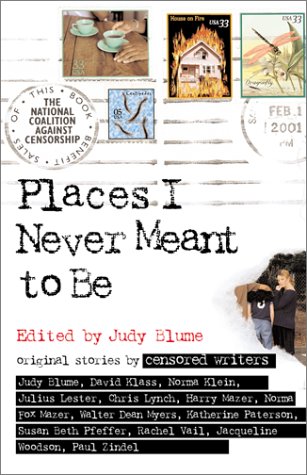 House on Fire
USA 33
USA 33
33
Dragonfly
SALES OF THIS BOOK BENEFIT
THE
NATIONAL
COALITION
AGAINST
CENSORSHIP
FEB 1
2001
PM
Places I
Never Meant
to Be
Edited by Judy Blume
original stories by censored writers
Judy Blume, David Klass, Norma Klein,
Julius Lester, Chris Lynch, Harry Mazer, Norma
Fox Mazer, Walter Dean Myers, Katherine Paterson,
Susan Beth Pfeffer, Rachel Vail, Jacqueline
Woodson, Paul Zindel